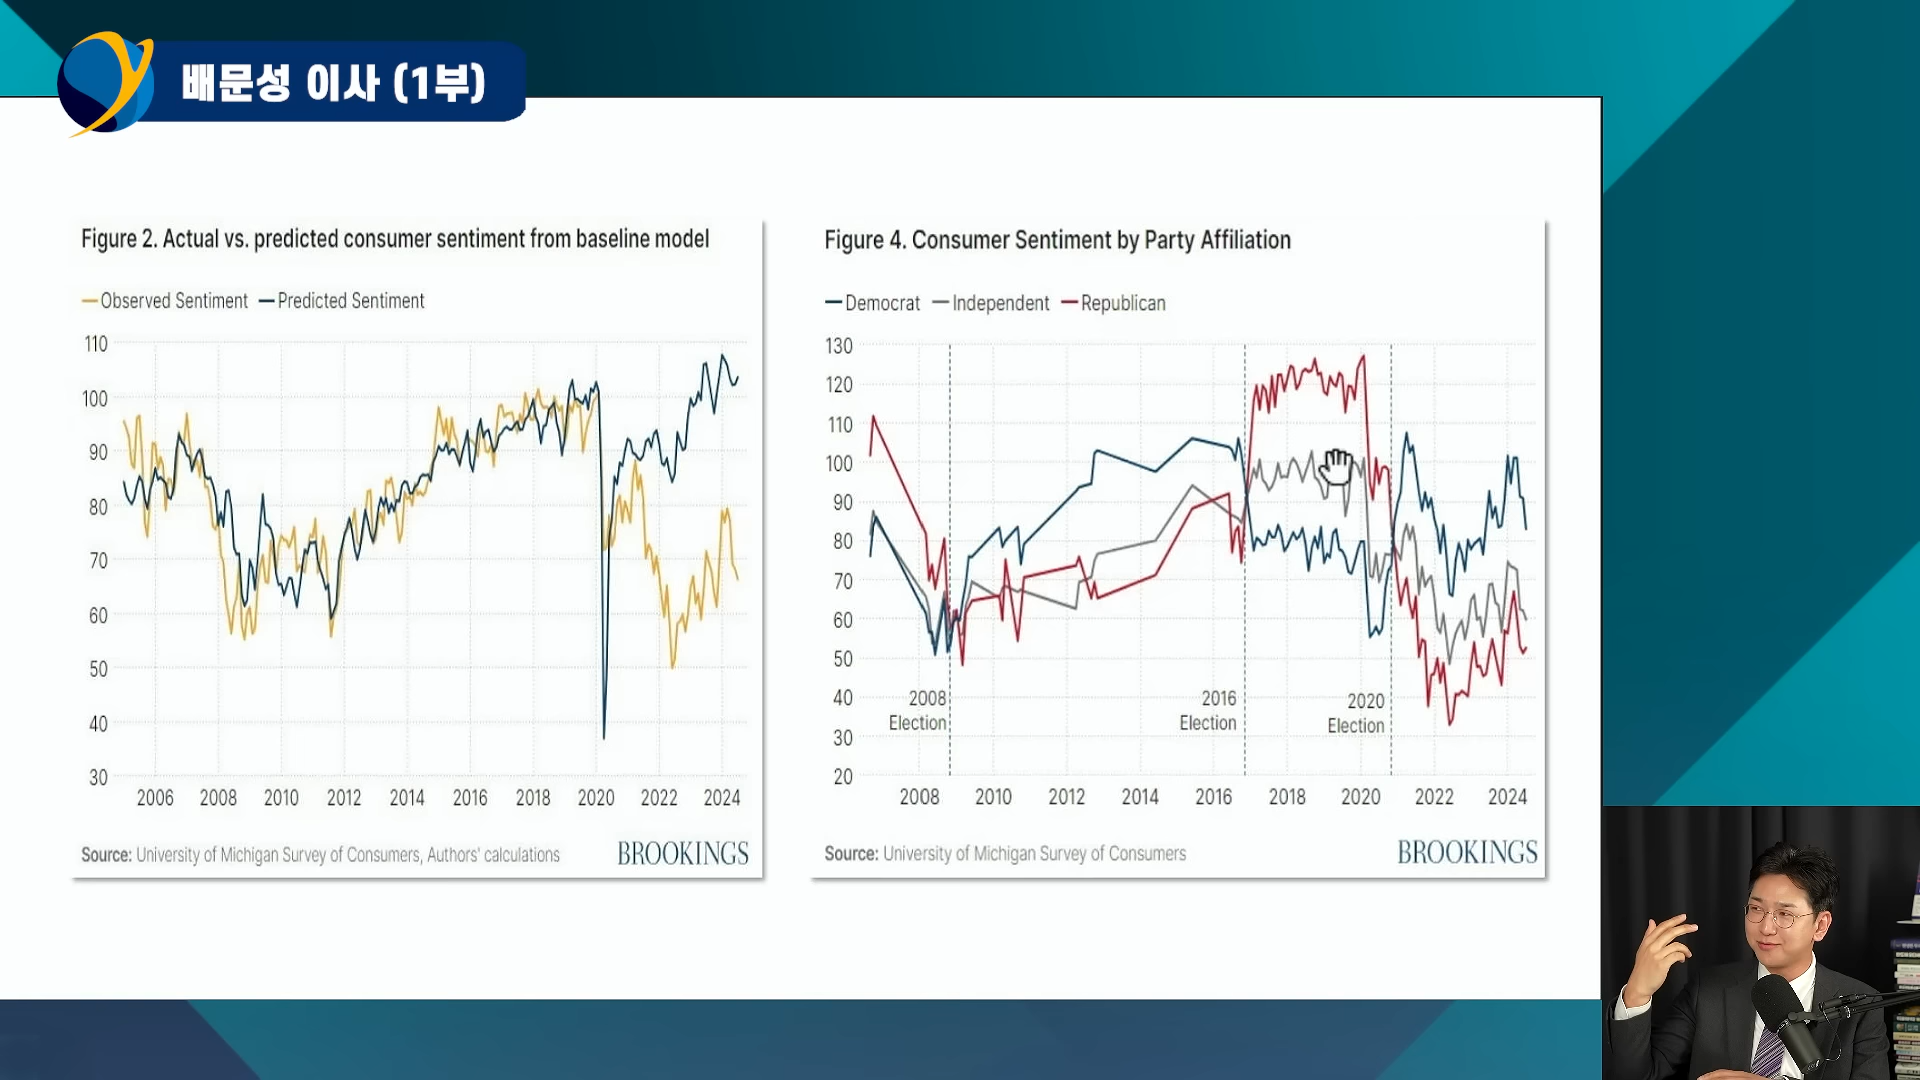 배문성 이사 (1부)
Figure 2. Actual vs. predicted consumer sentiment from baseline model
Observed Sentiment Predicted Sentiment
110
100
90
80
70
60
50
40
30
2006 2008 2010 2012 2014 2016 2018 2020 2022 2024
Source: University of Michigan Survey of Consumers, Authors' calculations
BROOKINGS
Figure 4. Consumer Sentiment by Party Affiliation
Democrat Independent Republican
130
120
110
100
90
80
70
60
50
40
30
20
2008
Election
2016
Election
2020
Election
2008 2010 2012 2014 2016 2018 2020 2022 2024
Source: University of Michigan Survey of Consumers
BROOKINGS